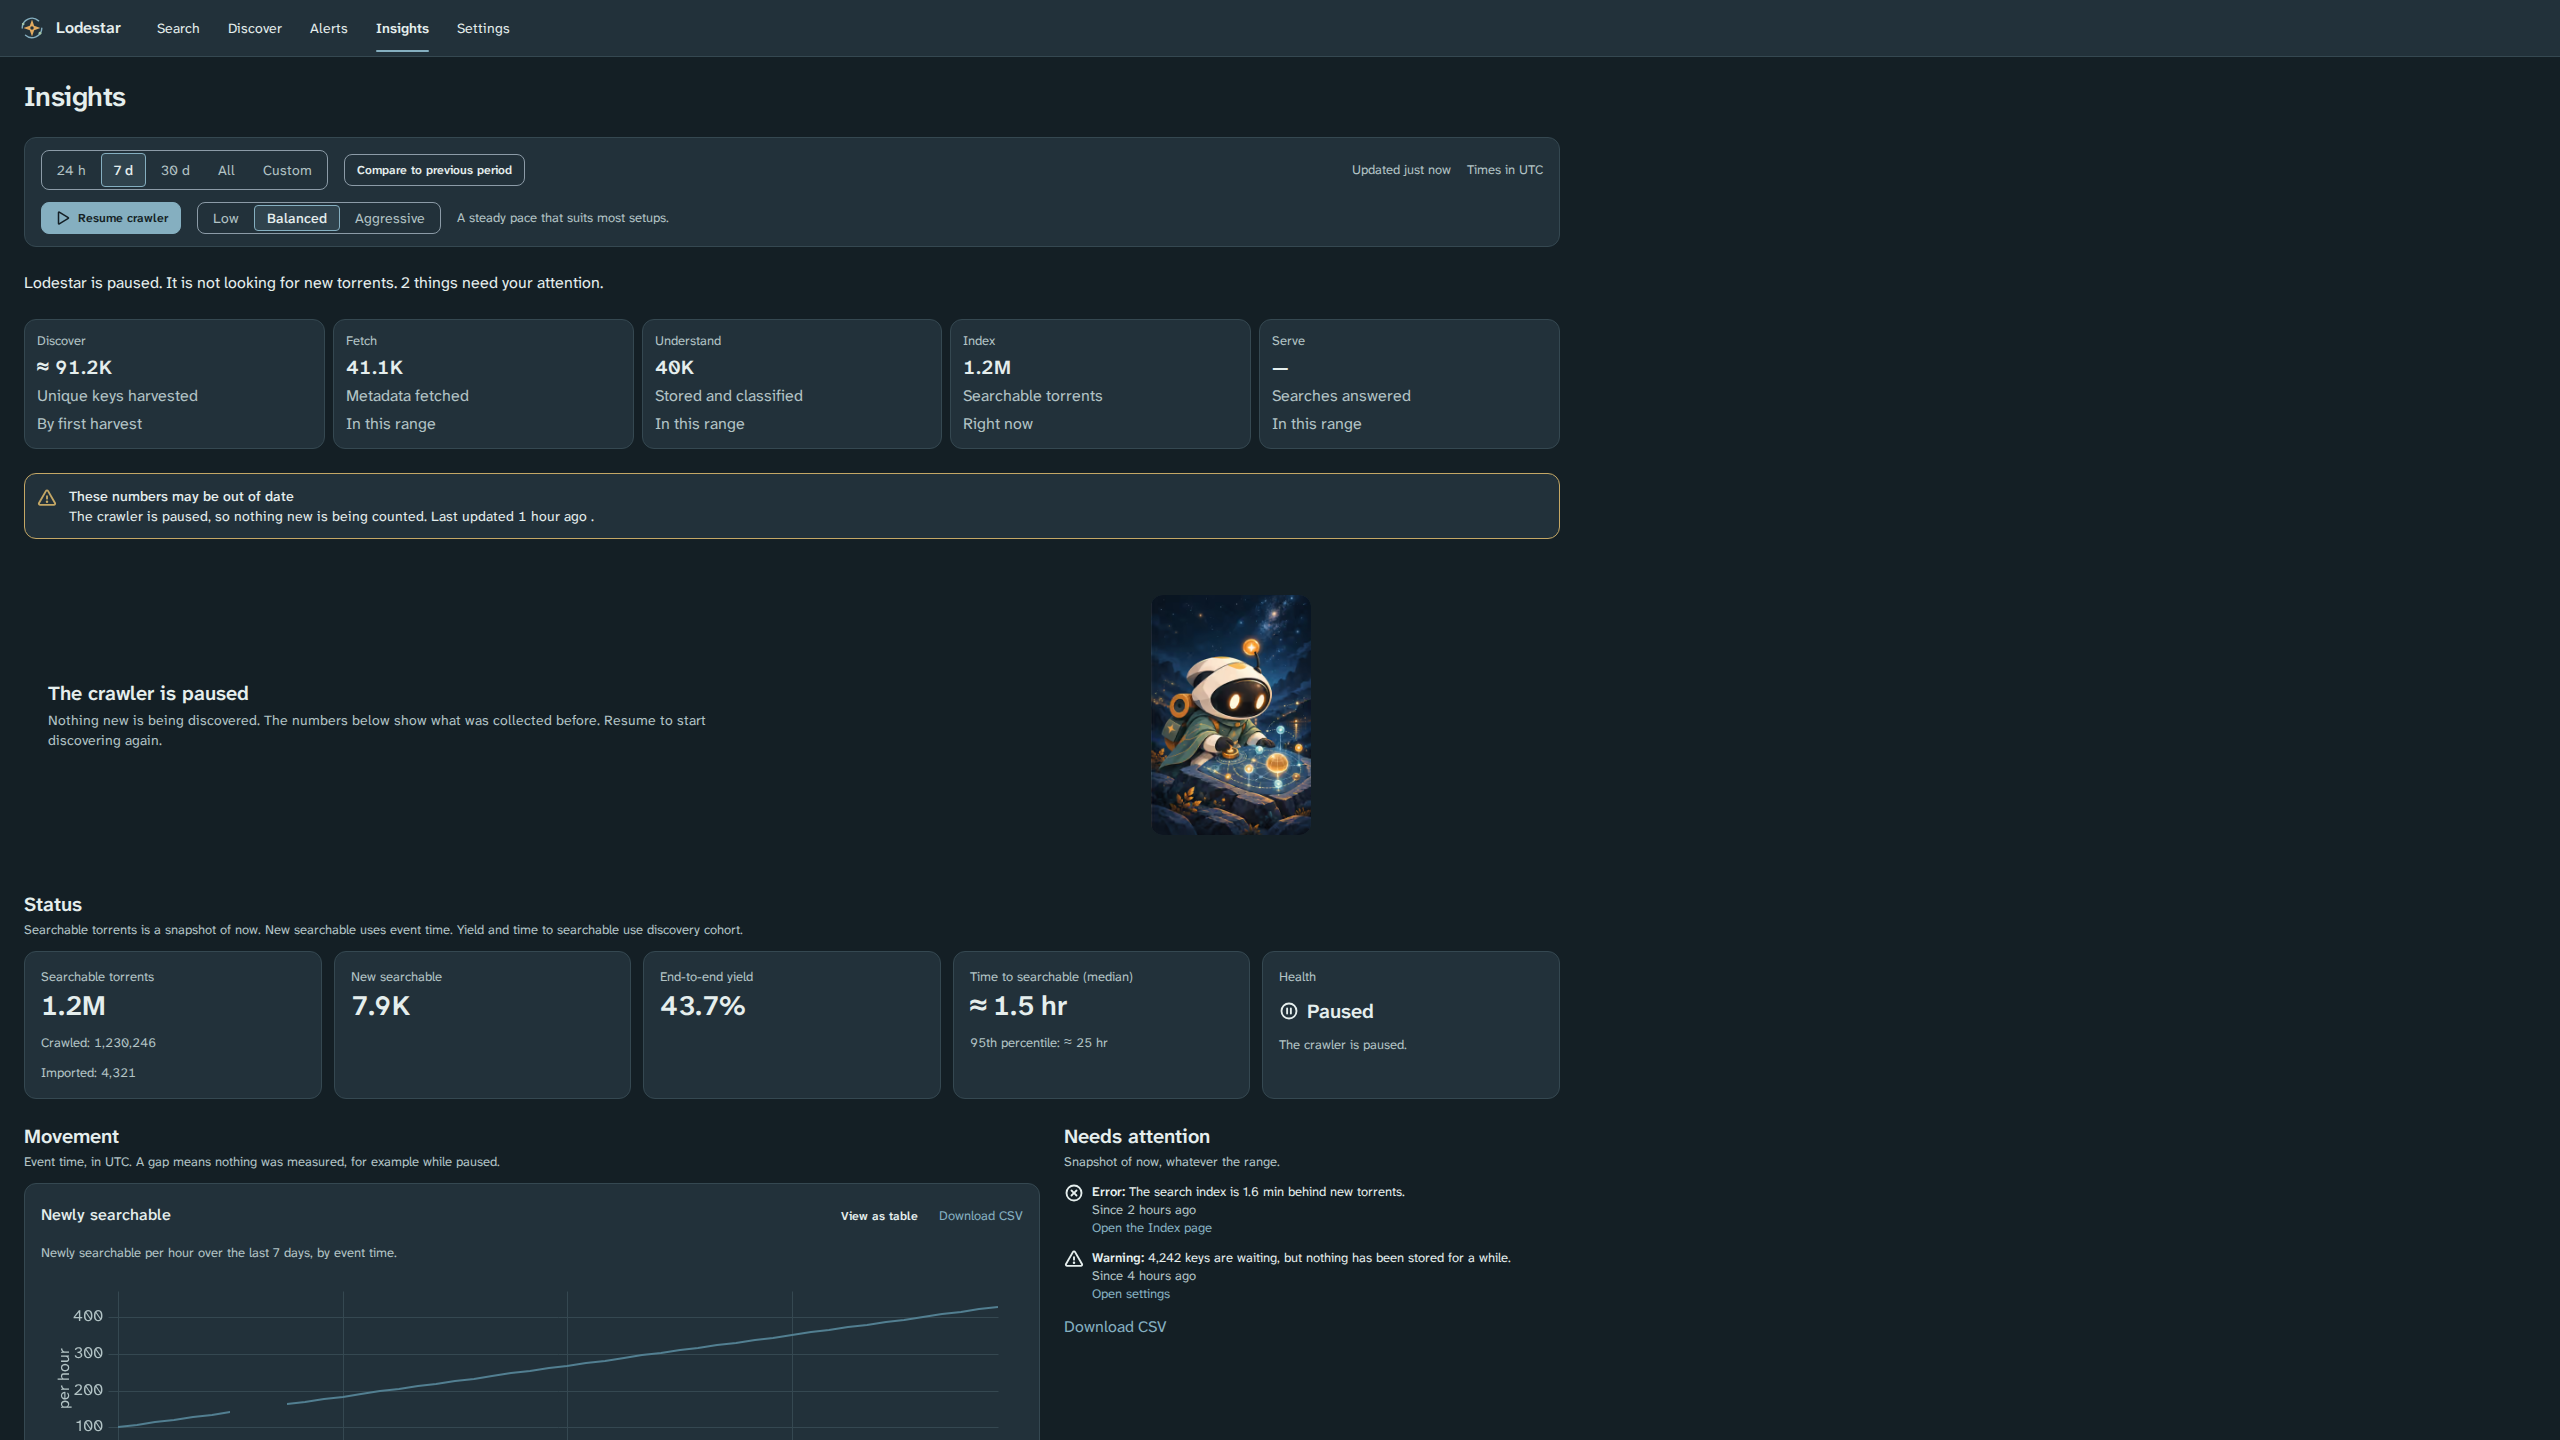 Lodestar Search Discover Alerts Insights Settings
Insights
24 h 7 d 30 d All Custom Compare to previous period Updated just now Times in UTC
Resume crawler Low Balanced Aggressive A steady pace that suits most setups.
Lodestar is paused. It is not looking for new torrents. 2 things need your attention.
Discover
≈ 91.2K
Unique keys harvested
By first harvest
Fetch
41.1K
Metadata fetched
In this range
Understand
40K
Stored and classified
In this range
Index
1.2M
Searchable torrents
Right now
Serve
—
Searches answered
In this range
These numbers may be out of date
The crawler is paused, so nothing new is being counted. Last updated 1 hour ago .
The crawler is paused
Nothing new is being discovered. The numbers below show what was collected before. Resume to start
discovering again.
Status
Searchable torrents is a snapshot of now. New searchable uses event time. Yield and time to searchable use discovery cohort.
Searchable torrents
1.2M
Crawled: 1,230,246
Imported: 4,321
New searchable
7.9K
End-to-end yield
43.7%
Time to searchable (median)
≈ 1.5 hr
95th percentile: ≈ 25 hr
Health
Paused
The crawler is paused.
Movement
Event time, in UTC. A gap means nothing was measured, for example while paused.
Newly searchable View as table Download CSV
Newly searchable per hour over the last 7 days, by event time.
400
300
200
100
per hour
Needs attention
Snapshot of now, whatever the range.
Error: The search index is 1.6 min behind new torrents.
Since 2 hours ago
Open the Index page
Warning: 4,242 keys are waiting, but nothing has been stored for a while.
Since 4 hours ago
Open settings
Download CSV